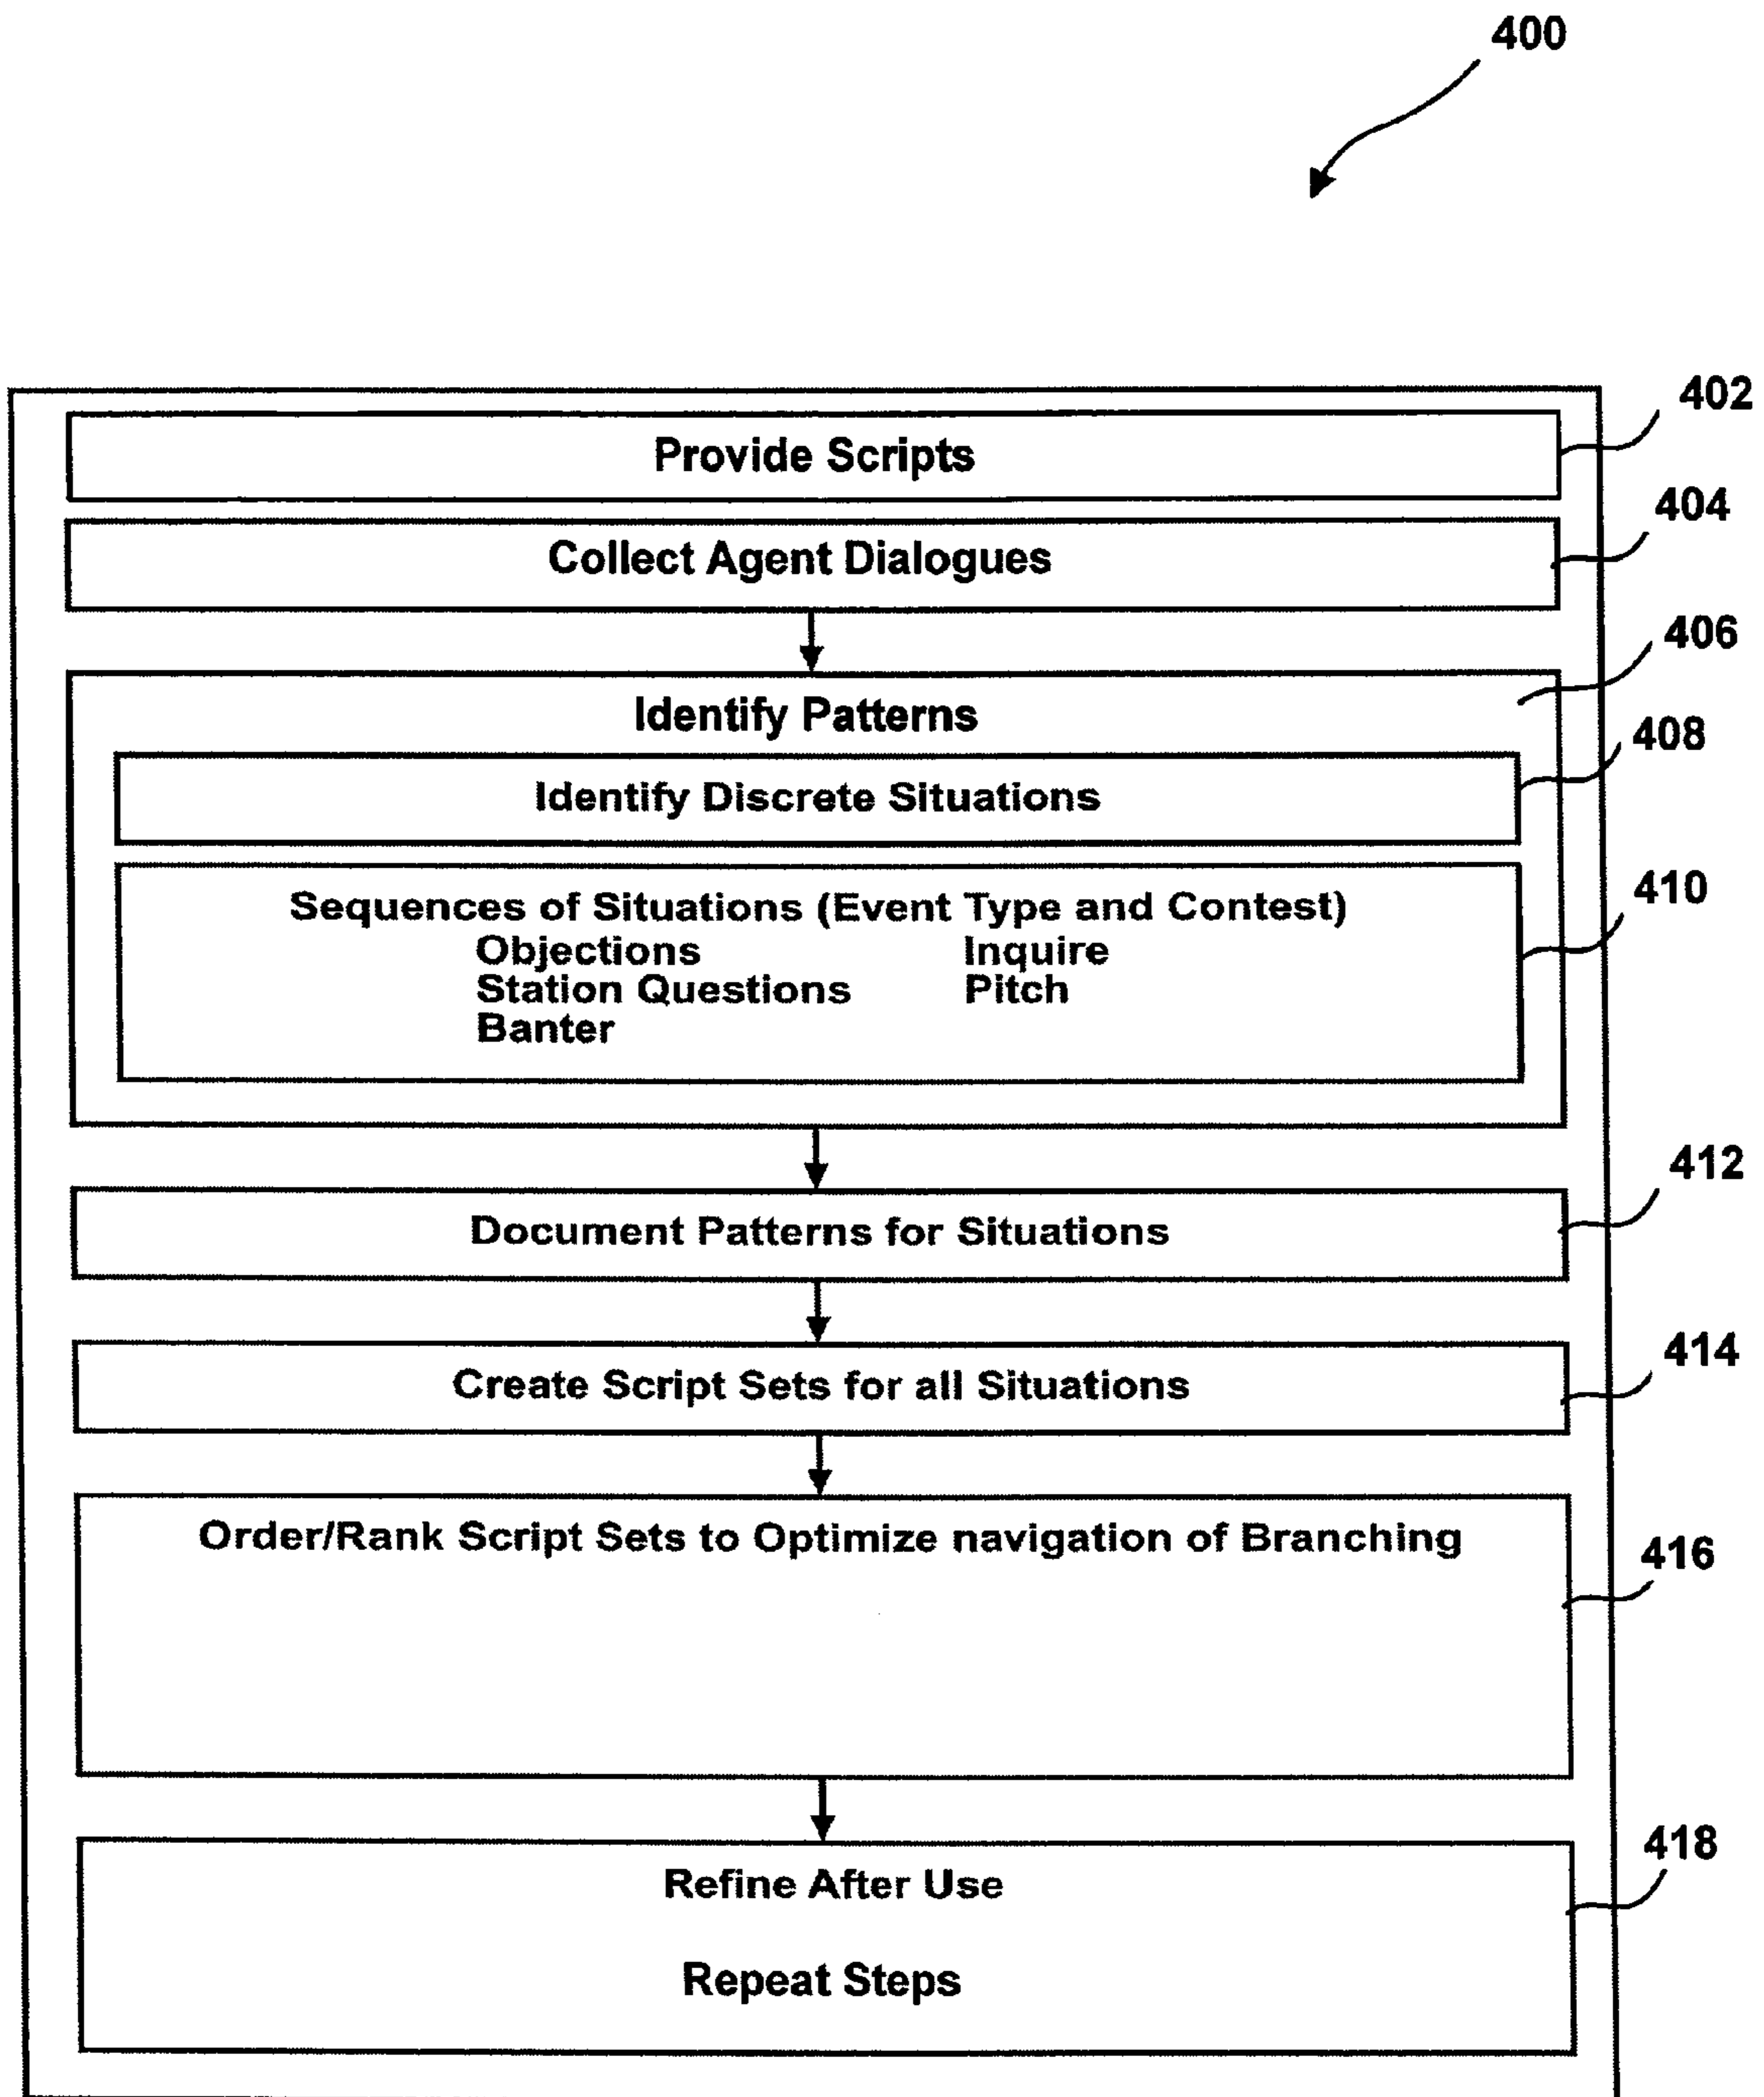 400
402
Provide Scripts
404
Collect Agent Dialogues
406
Identify Patterns
408
Identify Discrete Situations
410
Sequences of Situations (Event Type and Contest)
Objections Inquire
Station Questions Pitch
Banter
412
Document Patterns for Situations
414
Create Script Sets for all Situations
Order/Rank Script Sets to Optimize navigation of Branching
416
418
Refine After Use
Repeat Steps